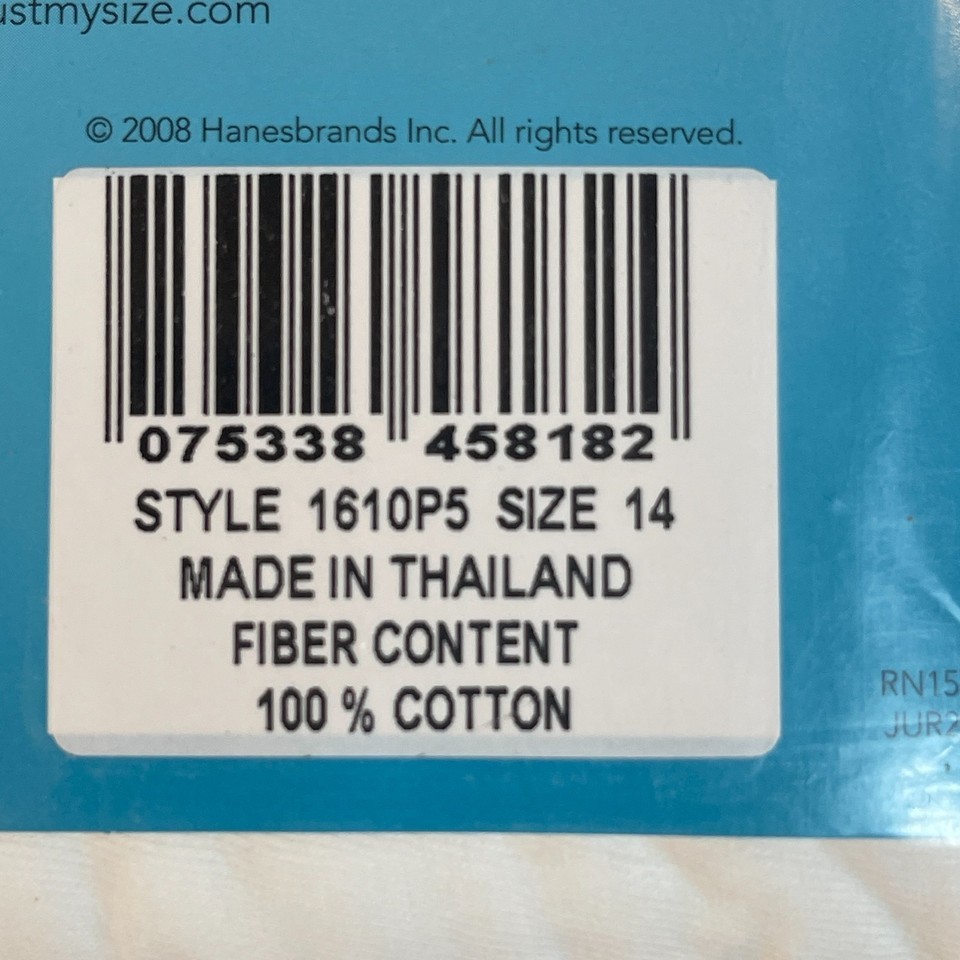 ustmysize.com
© 2008 Hanesbrands Inc. All rights reserved.
075338 458182
STYLE 1610P5 SIZE 14
MADE IN THAILAND
FIBER CONTENT
100 % COTTON
RN15
JUR2